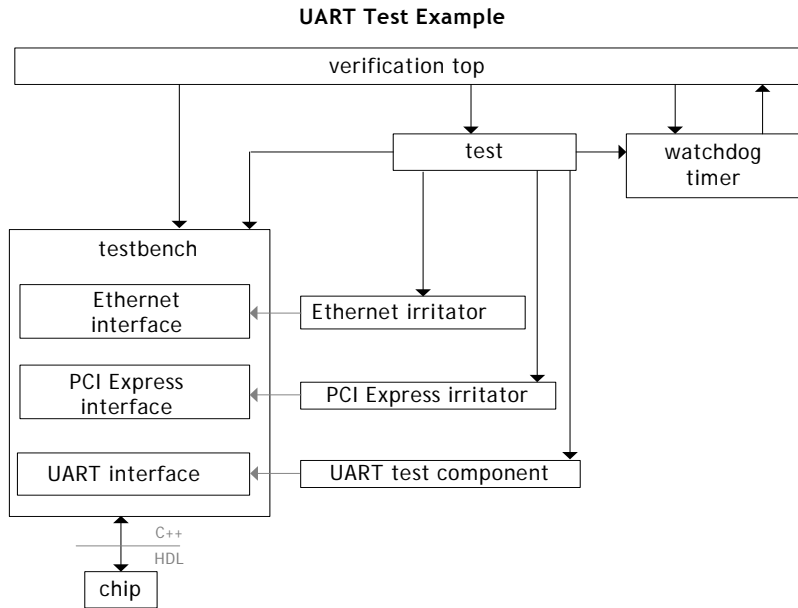 UART Test Example
verification top
test
watchdog
timer
testbench
Ethernet
interface
Ethernet irritator
PCI Express
interface
PCI Express irritator
UART interface
UART test component
C++
HDL
chip